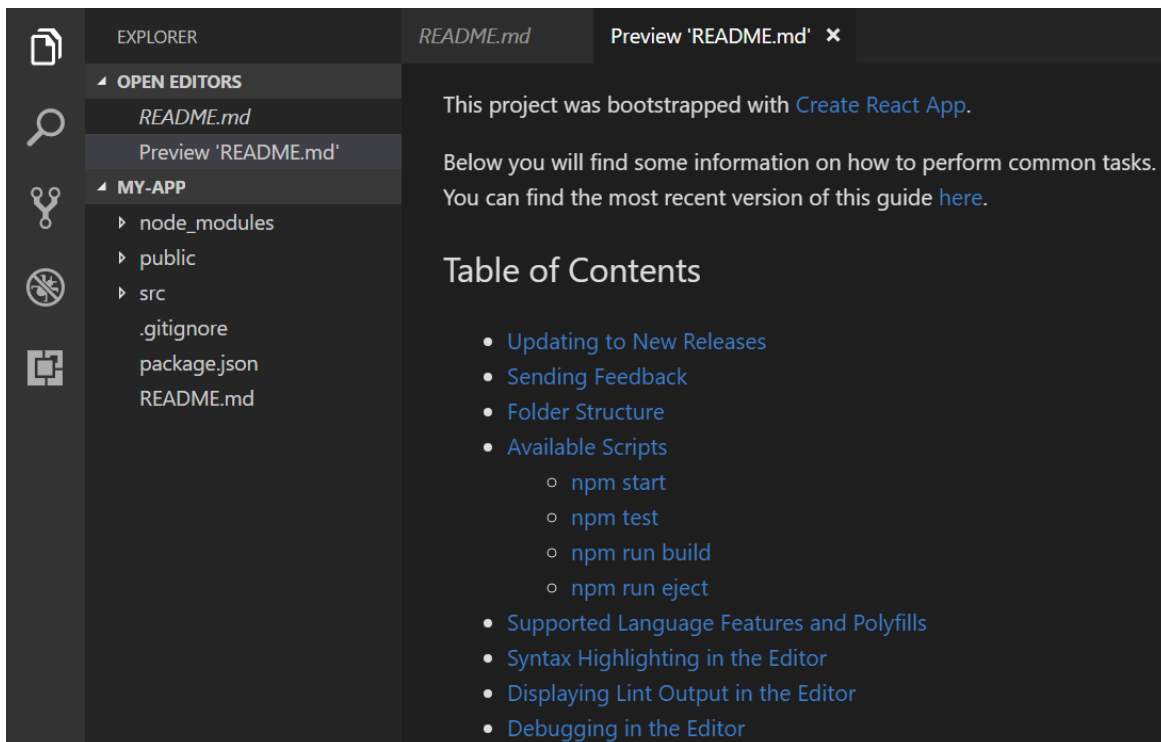 EXPLORER
OPEN EDITORS
README.md
Preview 'README.md'
MY-APP
node_modules
public
src
.gitignore
package.json
README.md
README.md
Preview 'README.md'
This project was bootstrapped with Create React App.
Below you will find some information on how to perform common tasks.
You can find the most recent version of this guide here.
Table of Contents
Updating to New Releases
Sending Feedback
Folder Structure
Available Scripts
npm start
npm test
npm run build
npm run eject
Supported Language Features and Polyfills
Syntax Highlighting in the Editor
Displaying Lint Output in the Editor
Debugging in the Editor